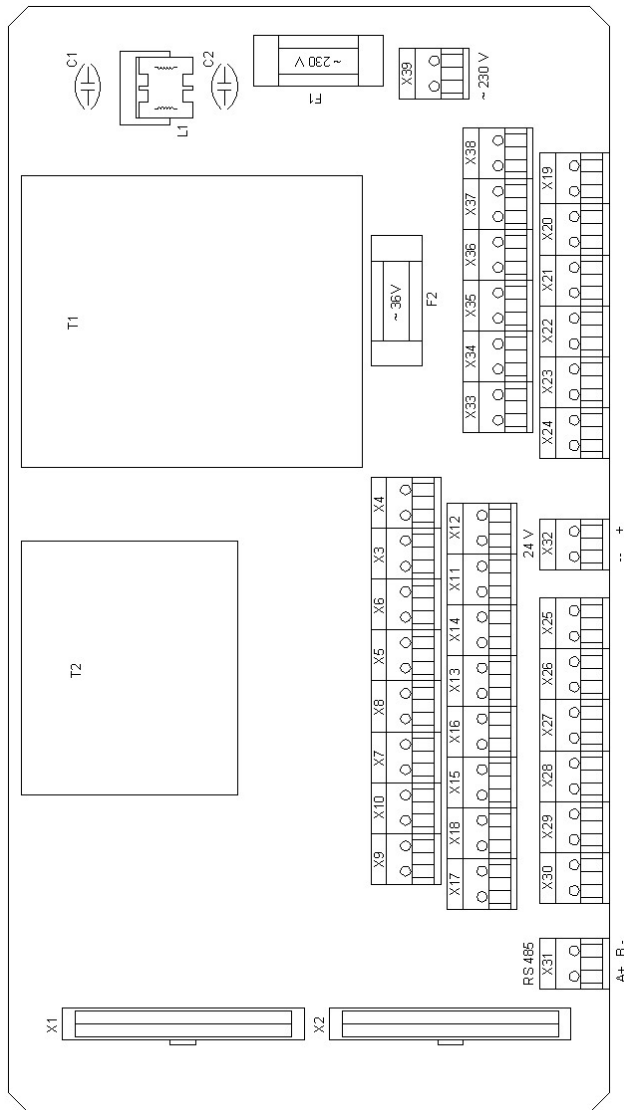 C1
C2
L1
~ 230 V
F1
X39
~ 230 V
T1
~ 36V
F2
X38
X37
X36
X35
X34
X33
X19
X20
X21
X22
X23
X24
T2
X4
X3
X6
X5
X8
X7
X10
X9
X12
X11
X14
X13
X16
X15
X18
X17
24 V
X32
-- +
X25
X26
X27
X28
X29
X30
RS 485
X31
A+ B -
X1
X2